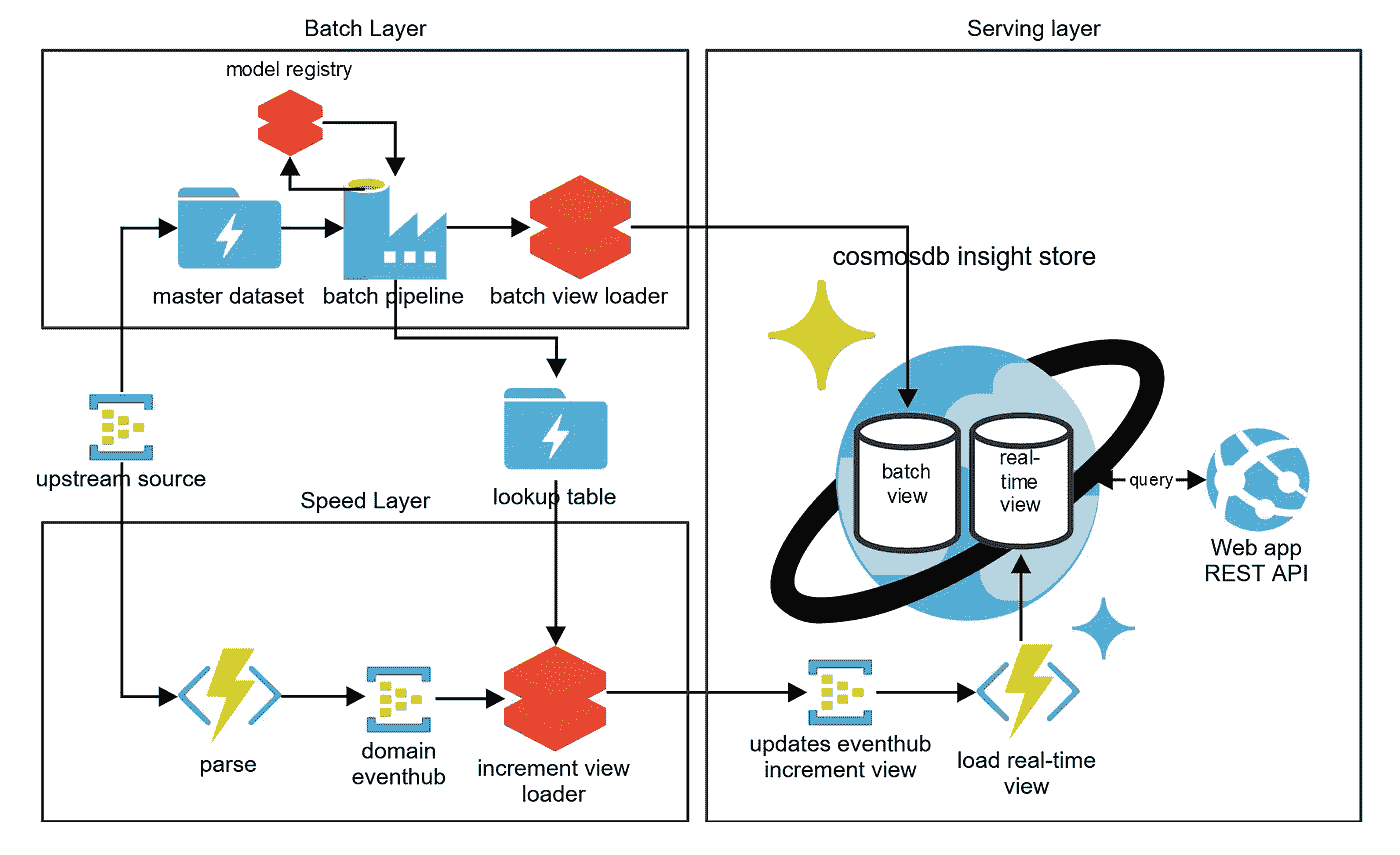 Batch Layer
Serving layer
model registry
master dataset
batch pipeline
batch view loader
cosmosdb insight store
upstream source
lookup table
batch
view
real-
time
view
query
Web app
REST API
Speed Layer
parse
domain
eventhub
increment view
loader
updates eventhub
increment view
load real-time
view